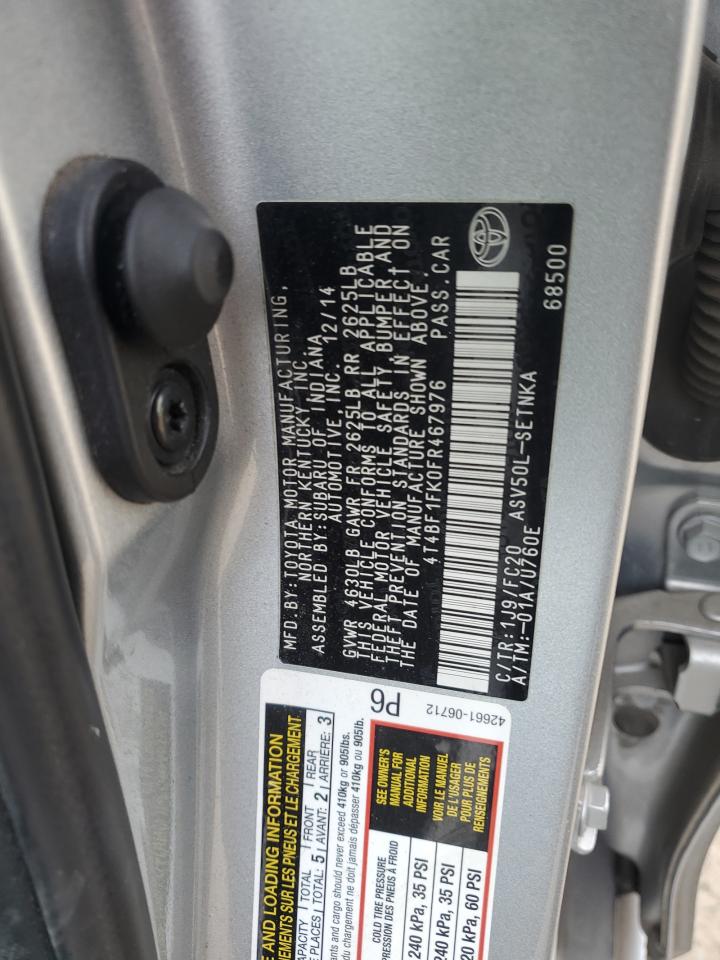 MFD.BY:TOYOTA MOTOR MANUFACTURING,
NORTHERN KENTUCKY, INC.
ASSEMBLED BY:SUBARU OF INDIANA
AUTOMOTIVE, INC. 12/14
GVWR 4630LB GAWR FR 2625LB RR 2625LB
THIS VEHICLE CONFORMS TO ALL APPLICABLE
FEDERAL MOTOR VEHICLE SAFETY, BUMPER, AND
THEFT PREVENTION STANDARDS IN EFFECT ON
THE DATE OF MANUFACTURE SHOWN ABOVE.
4T4BF1FK0FR467976 PASS.CAR
C/TR:1J9/FC20 ASV50L-SETNKA
A/TM:-01A/U760E 68500
E AND LOADING INFORMATION
EMENTS SUR LES PNEUS ET LE CHARGEMENT
CAPACITY TOTAL FRONT REAR
PLACES TOTAL: 5 AVANT: 2 ARRIÈRE: 3
ants and cargo should never exceed 410kg or 905lbs.
du chargement ne doit jamais dépasser 410kg ou 905lb.
P6
COLD TIRE PRESSURE
PRESSION DES PNEUS À FROID
240 kPa, 35 PSI
240 kPa, 35 PSI
20 kPa, 60 PSI
SEE OWNER'S
MANUAL FOR
ADDITIONAL
INFORMATION
VOIR LE MANUEL
DE L'USAGER
POUR PLUS DE
RENSEIGNEMENTS
42661-06712